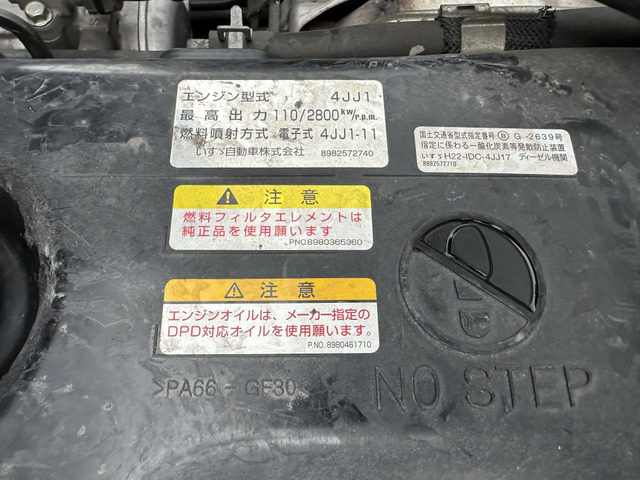 エンジン型式 4JJ1
最高出力 110/2800kW/r.p.m.
燃料噴射方式 電子式 4JJ1-11
いすゞ自動車株式会社 8982572740
国土交通省型式指定番号 Ⓑ G -2639号
指定に係わる一酸化炭素等発散防止装置
いすゞH22-IDC-4JJ17 ディーゼル機関
8982572710
注意
燃料フィルタエレメントは
純正品を使用願います
PNO.8980365360
注意
エンジンオイルは、メーカー指定の
DPD対応オイルを使用願います。
P.NO. 8980461710
>PA66-GF30
NO STEP